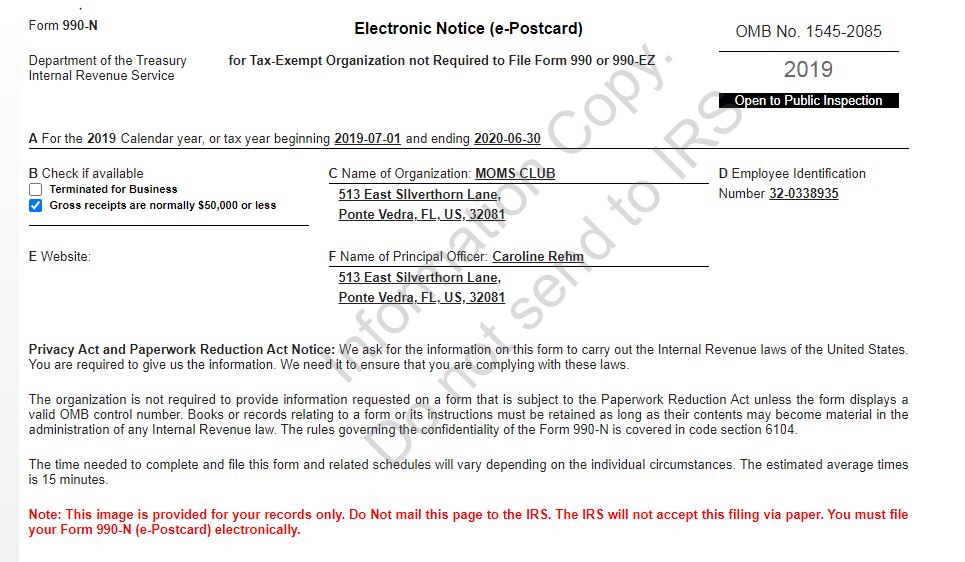 Form 990-N
Electronic Notice (e-Postcard)
OMB No. 1545-2085
Department of the Treasury
Internal Revenue Service
for Tax-Exempt Organization not Required to File Form 990 or 990-EZ
2019
Open to Public Inspection
A For the 2019 Calendar year, or tax year beginning 2019-07-01 and ending 2020-06-30
B Check if available
Terminated for Business
Gross receipts are normally $50,000 or less
C Name of Organization: MOMS CLUB
513 East SIlverthorn Lane,
Ponte Vedra, FL, US, 32081
D Employee Identification
Number 32-0338935
E Website:
F Name of Principal Officer: Caroline Rehm
513 East Silverthorn Lane,
Ponte Vedra, FL, US, 32081
Privacy Act and Paperwork Reduction Act Notice: We ask for the information on this form to carry out the Internal Revenue laws of the United States.
You are required to give us the information. We need it to ensure that you are complying with these laws.
The organization is not required to provide information requested on a form that is subject to the Paperwork Reduction Act unless the form displays a
valid OMB control number. Books or records relating to a form or its instructions must be retained as long as their contents may become material in the
administration of any Internal Revenue law. The rules governing the confidentiality of the Form 990-N is covered in code section 6104.
The time needed to complete and file this form and related schedules will vary depending on the individual circumstances. The estimated average times
is 15 minutes.
Note: This image is provided for your records only. Do Not mail this page to the IRS. The IRS will not accept this filing via paper. You must file
your Form 990-N (e-Postcard) electronically.
Information Copy.
Do not send to IRS.